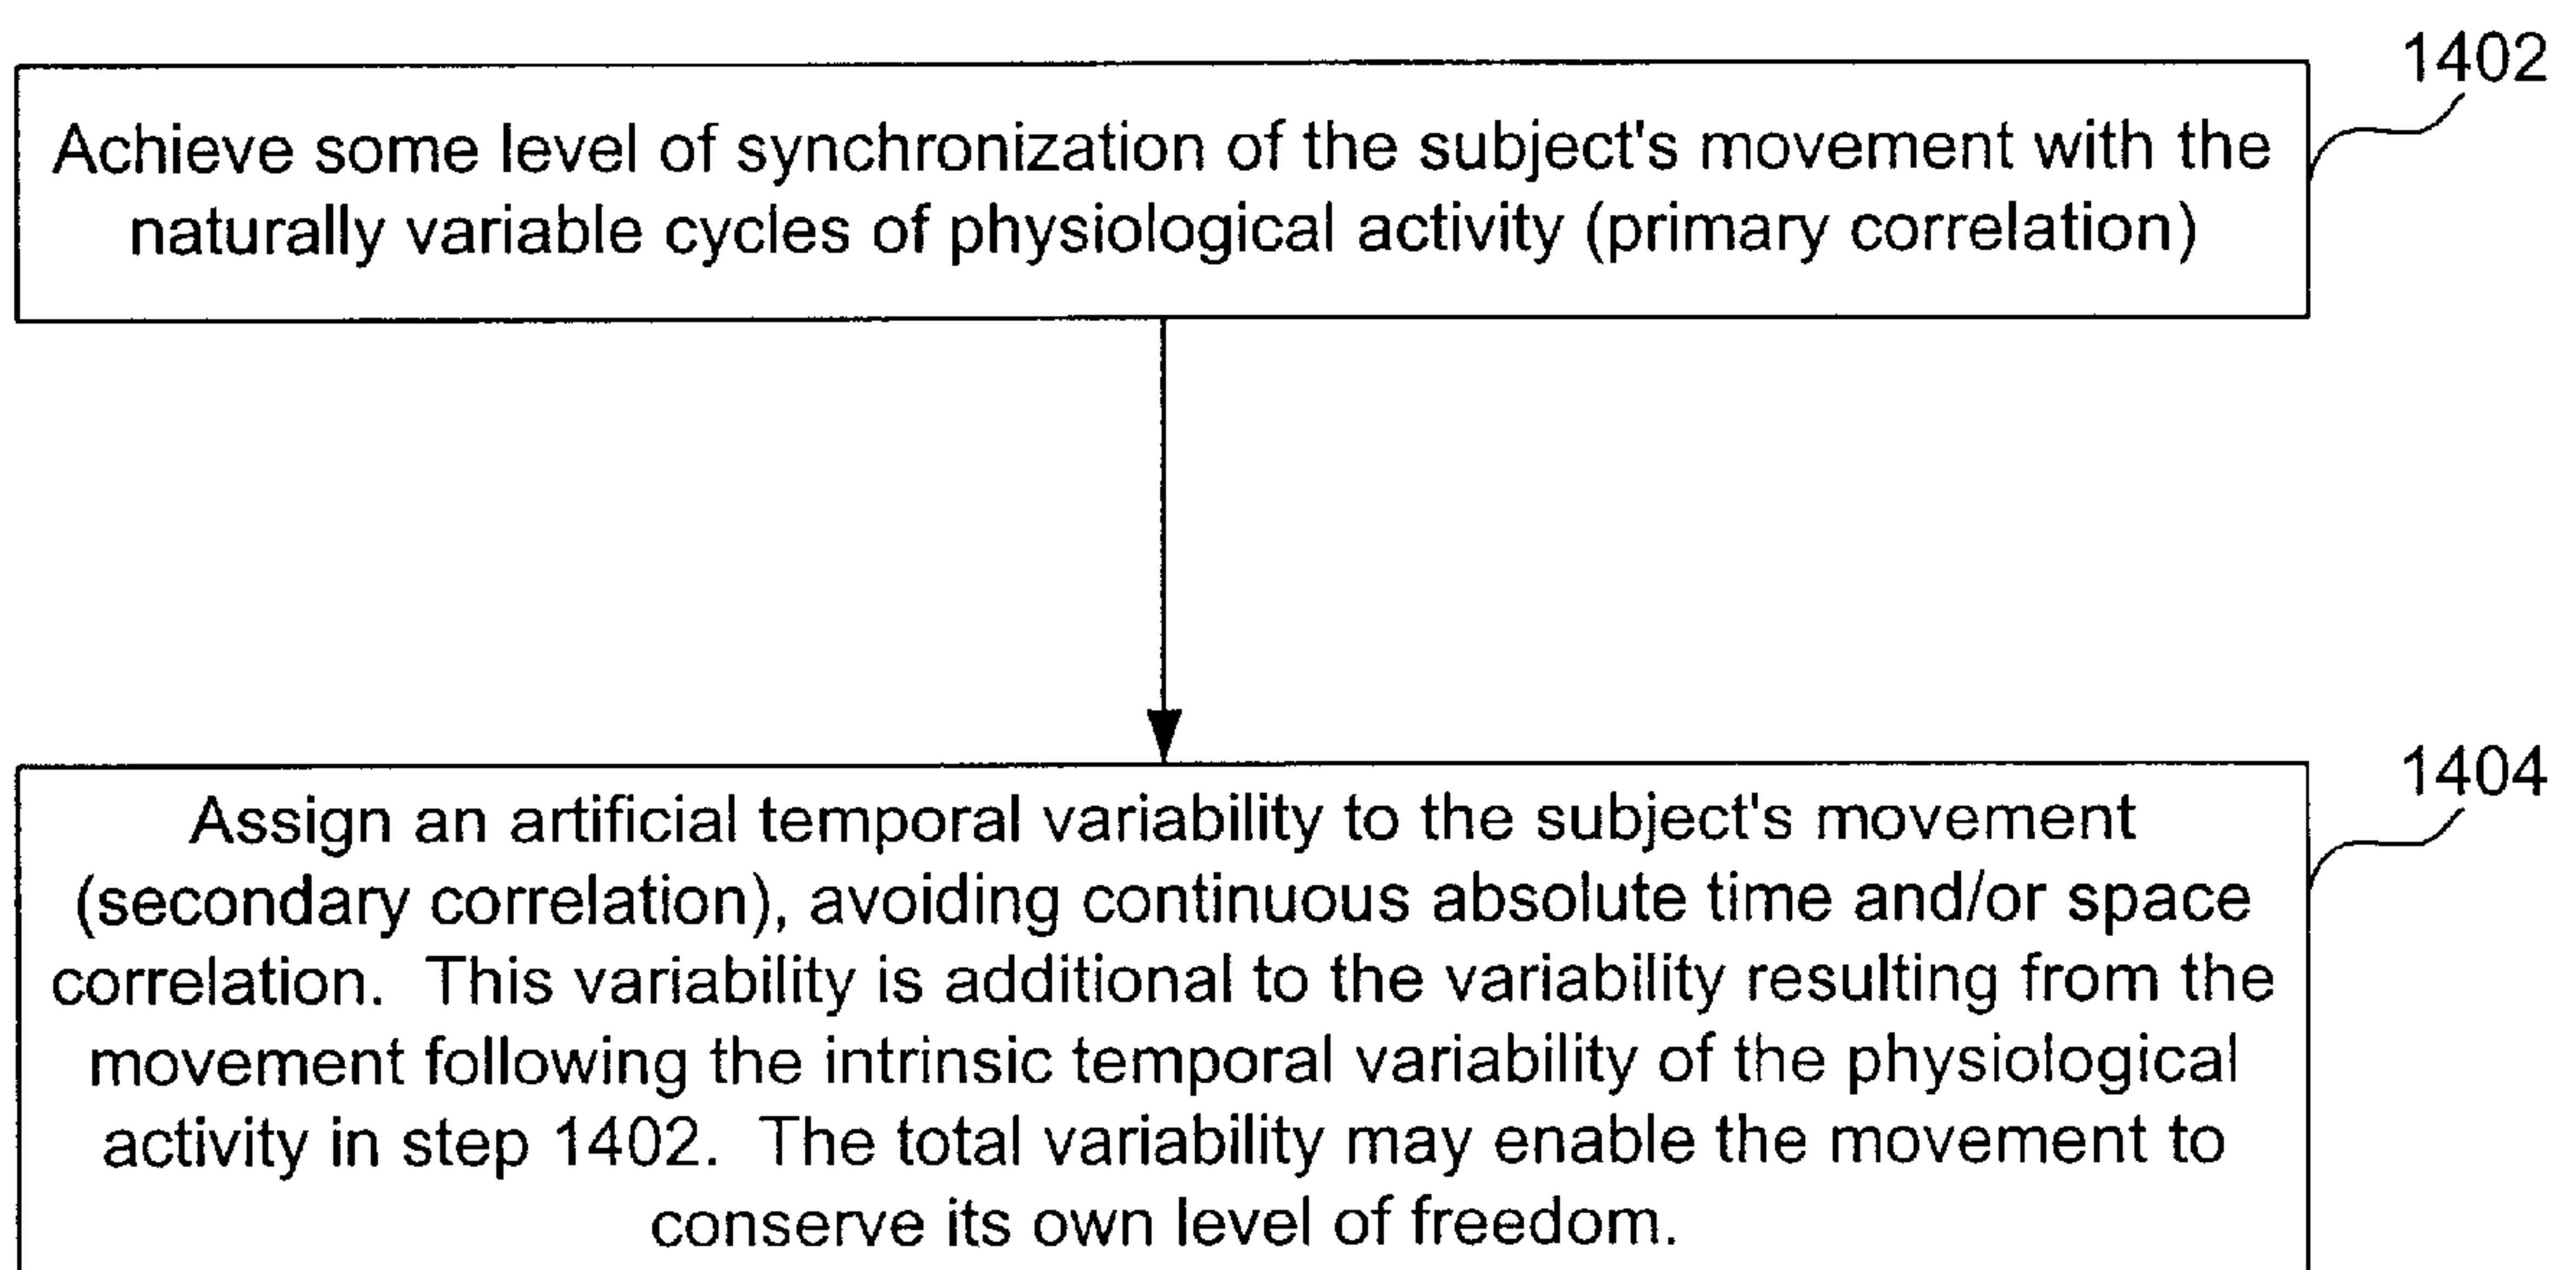 1402
Achieve some level of synchronization of the subject's movement with the
naturally variable cycles of physiological activity (primary correlation)
1404
Assign an artificial temporal variability to the subject's movement
(secondary correlation), avoiding continuous absolute time and/or space
correlation.  This variability is additional to the variability resulting from the
movement following the intrinsic temporal variability of the physiological
activity in step 1402.  The total variability may enable the movement to
conserve its own level of freedom.